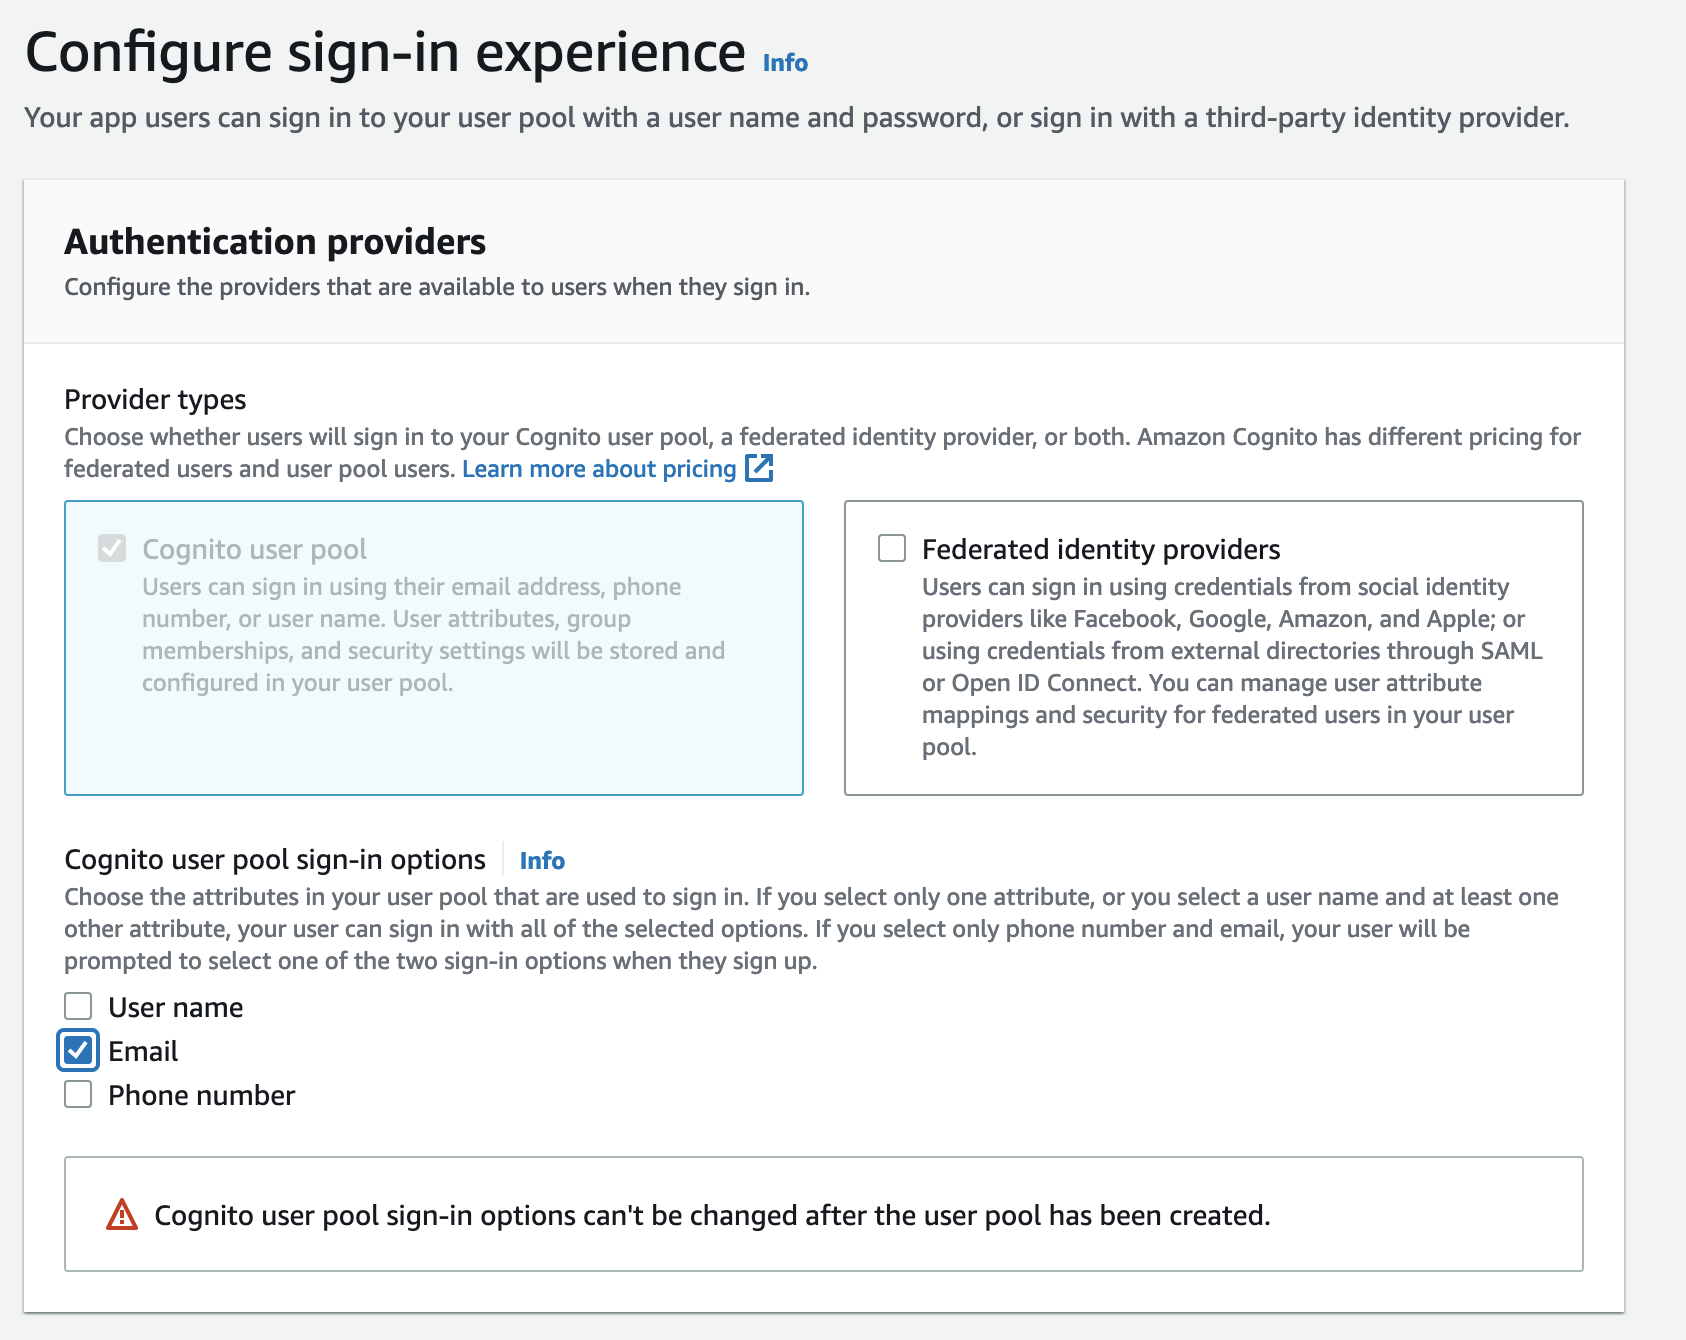 Configure sign-in experience Info
Your app users can sign in to your user pool with a user name and password, or sign in with a third-party identity provider.
Authentication providers
Configure the providers that are available to users when they sign in.
Provider types
Choose whether users will sign in to your Cognito user pool, a federated identity provider, or both. Amazon Cognito has different pricing for
federated users and user pool users. Learn more about pricing
Cognito user pool
Users can sign in using their email address, phone
number, or user name. User attributes, group
memberships, and security settings will be stored and
configured in your user pool.
Federated identity providers
Users can sign in using credentials from social identity
providers like Facebook, Google, Amazon, and Apple; or
using credentials from external directories through SAML
or Open ID Connect. You can manage user attribute
mappings and security for federated users in your user
pool.
Cognito user pool sign-in options Info
Choose the attributes in your user pool that are used to sign in. If you select only one attribute, or you select a user name and at least one
other attribute, your user can sign in with all of the selected options. If you select only phone number and email, your user will be
prompted to select one of the two sign-in options when they sign up.
User name
Email
Phone number
Cognito user pool sign-in options can't be changed after the user pool has been created.